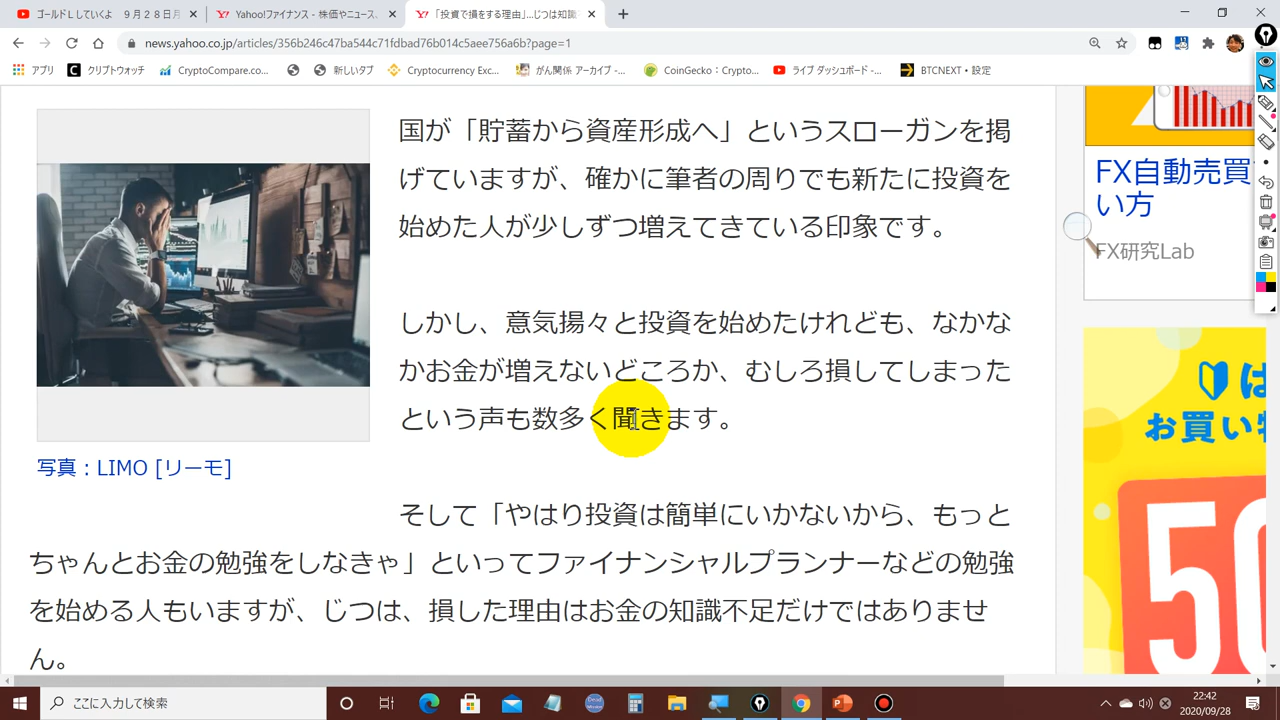 ゴールドＬしていくよ　９月２８日月
Yahoo!ファイナンス - 株価やニュース、
「投資で損をする理由」…じつは知識
news.yahoo.co.jp/articles/356b246c47ba544c71fdbad76b014c5aee756a6b?page=1
アプリ
クリプトウォッチ
CryptoCompare.co...
新しいタブ
Cryptocurrency Exc...
がん関係 アーカイブ -...
CoinGecko：Crypto...
ライブ ダッシュボード -...
BTCNEXT・設定
国が「貯蓄から資産形成へ」というスローガンを掲
げていますが、確かに筆者の周りでも新たに投資を
始めた人が少しずつ増えてきている印象です。
しかし、意気揚々と投資を始めたけれども、なかな
かお金が増えないどころか、むしろ損してしまった
という声も数多く聞きます。
写真：LIMO [リーモ]
そして「やはり投資は簡単にいかないから、もっと
ちゃんとお金の勉強をしなきゃ」といってファイナンシャルプランナーなどの勉強
を始める人もいますが、じつは、損した理由はお金の知識不足だけではありませ
ん。
FX自動売買
い方
FX研究Lab
は
お買い物
50
ここに入力して検索
22:42
2020/09/28